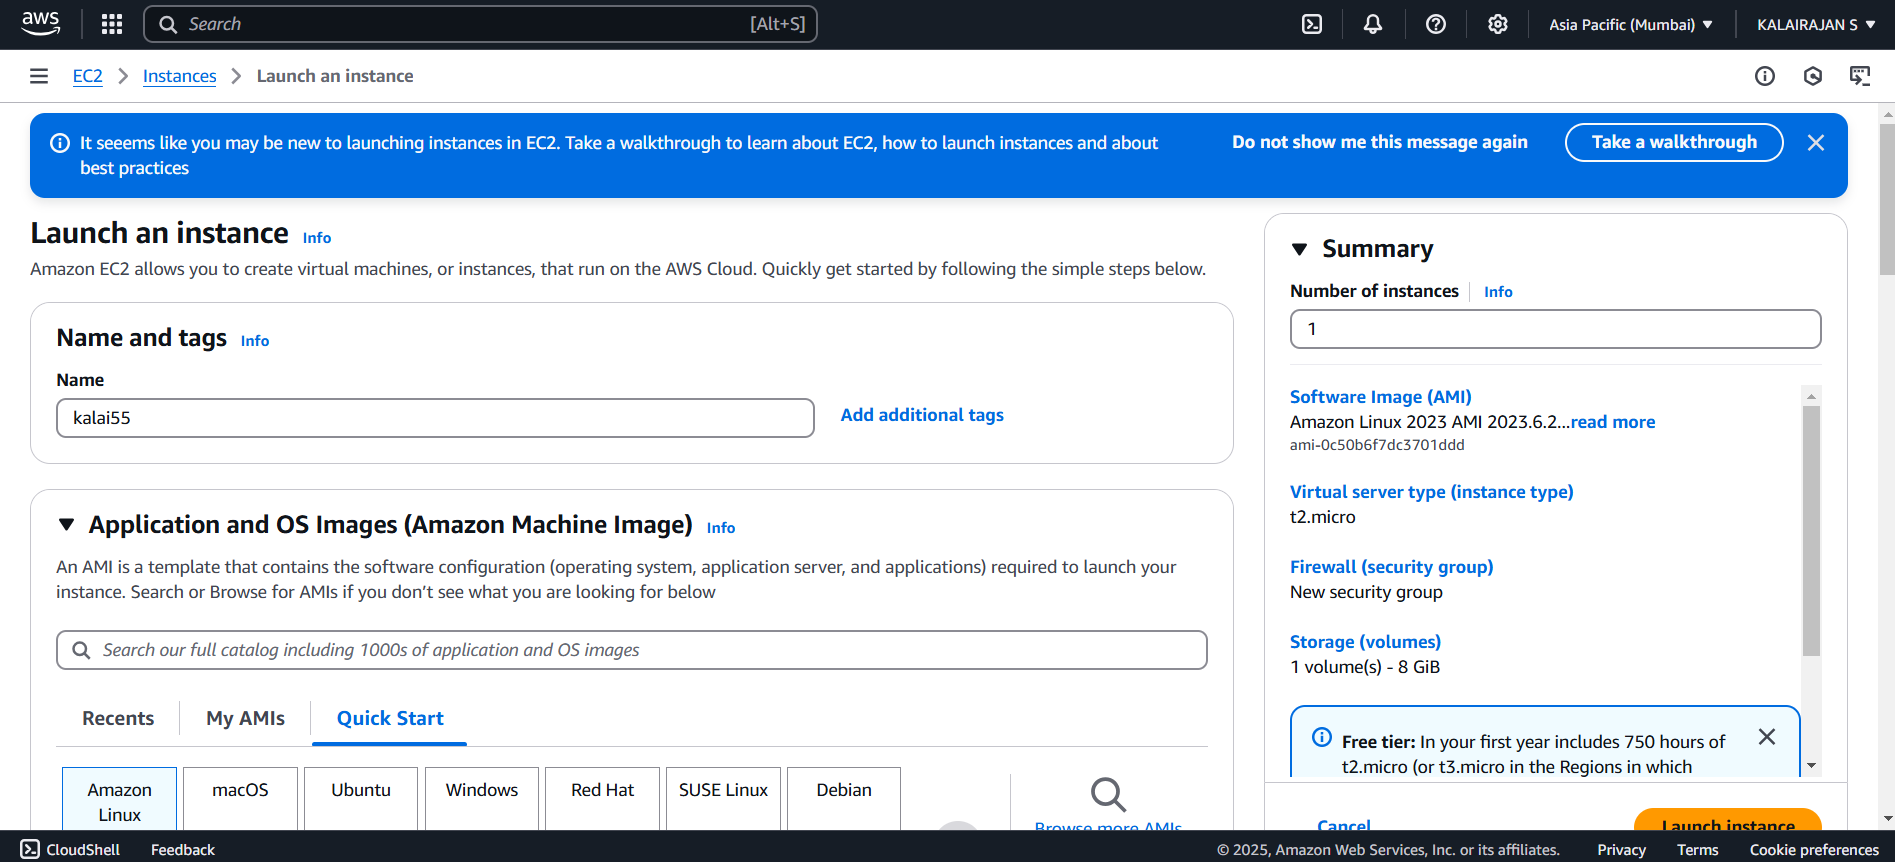 aws
Search [Alt+S]
Asia Pacific (Mumbai)
KALAIRAJAN S
EC2 Instances Launch an instance
It seeems like you may be new to launching instances in EC2. Take a walkthrough to learn about EC2, how to launch instances and about
best practices
Do not show me this message again
Take a walkthrough
Launch an instance Info
Amazon EC2 allows you to create virtual machines, or instances, that run on the AWS Cloud. Quickly get started by following the simple steps below.
Name and tags Info
Name
kalai55
Add additional tags
Application and OS Images (Amazon Machine Image) Info
An AMI is a template that contains the software configuration (operating system, application server, and applications) required to launch your
instance. Search or Browse for AMIs if you don’t see what you are looking for below
Search our full catalog including 1000s of application and OS images
Recents My AMIs Quick Start
Amazon
Linux
macOS
Ubuntu
Windows
Red Hat
SUSE Linux
Debian
Browse more AMIs
Summary
Number of instances Info
1
Software Image (AMI)
Amazon Linux 2023 AMI 2023.6.2...read more
ami-0c50b6f7dc3701ddd
Virtual server type (instance type)
t2.micro
Firewall (security group)
New security group
Storage (volumes)
1 volume(s) - 8 GiB
Free tier: In your first year includes 750 hours of
t2.micro (or t3.micro in the Regions in which
Cancel
Launch instance
CloudShell Feedback
© 2025, Amazon Web Services, Inc. or its affiliates. Privacy Terms Cookie preferences